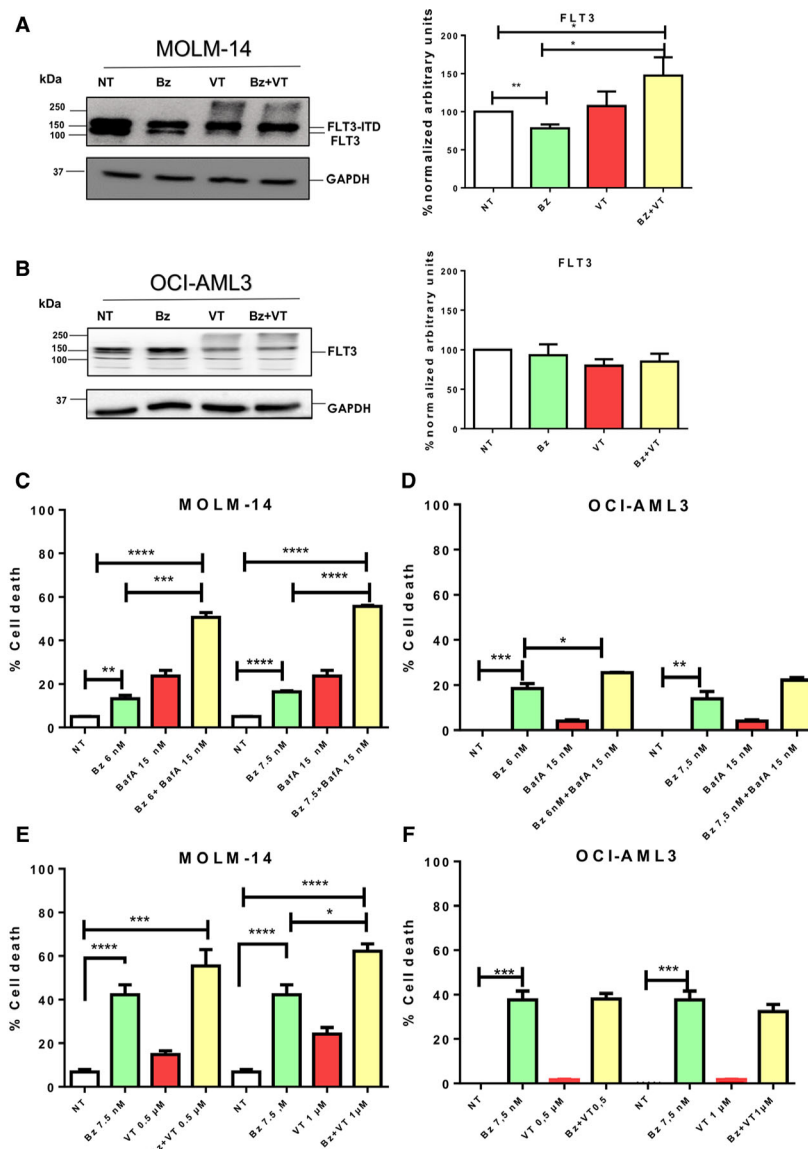 A
MOLM-14
kDa
NT Bz VT Bz+VT
250
150
100
FLT3-ITD
FLT3
37
GAPDH
FLT3
% normalized arbitrary units
200
150
100
50
0
*
*
**
NT
BZ
VT
BZ+VT
B
OCI-AML3
kDa
NT Bz VT Bz+VT
250
150
100
FLT3
37
GAPDH
FLT3
% normalized arbitrary units
200
150
100
50
0
NT
Bz
VT
Bz+VT
C
MOLM-14
% Cell death
100
80
60
40
20
0
**** ****
*** ****
** ****
NT
Bz 6 nM
BafA 15 nM
Bz 6+ BafA 15 nM
NT
Bz 7.5 nM
BafA 15 nM
Bz 7.5+BafA 15 nM
D
OCI-AML3
% Cell death
100
80
60
40
20
0
*** * **
NT
Bz 6 nM
BafA 15 nM
Bz 6nM+BafA 15 nM
NT
Bz 7,5 nM
BafA 15 nM
Bz 7,5 nM+BafA 15 nM
E
MOLM-14
% Cell death
100
80
60
40
20
0
*** ****
**** **** *
NT
Bz 7.5 nM
VT 0.5 µM
z+VT 0.5 µM
NT
Bz 7.5 ,M
VT 1 µM
Bz+VT 1µM
F
OCI-AML3
% Cell death
100
80
60
40
20
0
*** ***
NT
Bz 7,5 nM
VT 0,5 µM
Bz+VT0,5
NT
Bz 7,5 nM
VT 1 µM
Bz+VT1µM